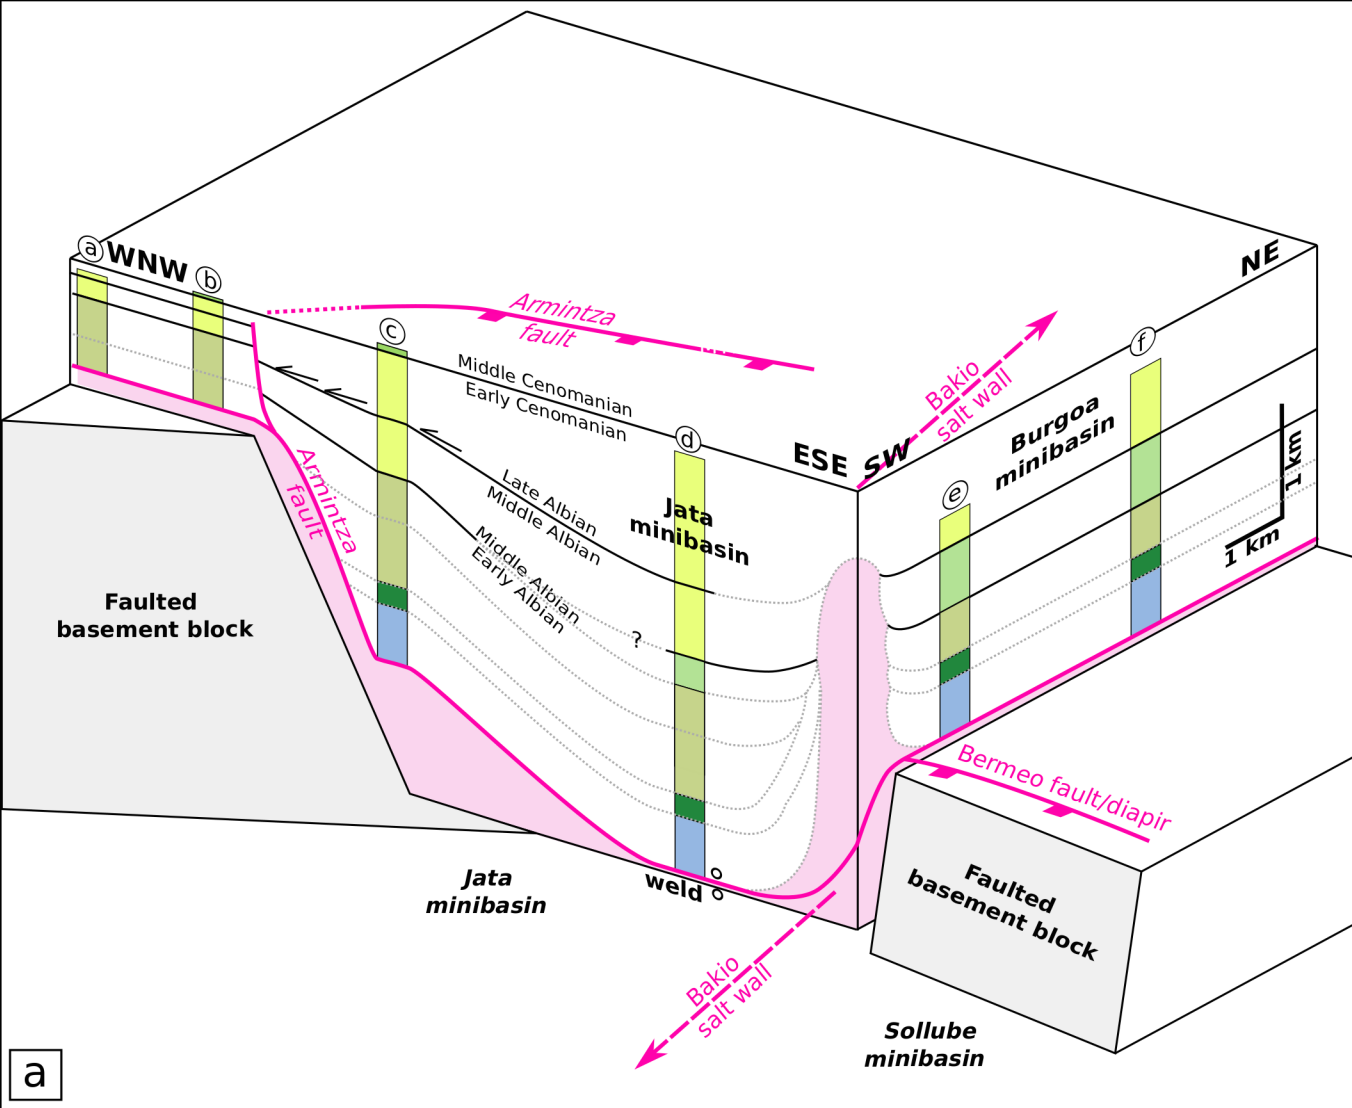 a
WNW
b
NE
Armintza
fault
c
Middle Cenomanian
Early Cenomanian
Bakio
salt wall
f
Burgoa
minibasin
d
ESE
SW
1 km
1 km
e
Armintza
fault
Late Albian
Middle Albian
Jata
minibasin
Middle Albian
Early Albian
?
Faulted
basement block
Bermeo fault/diapir
Jata
minibasin
weld
Faulted
basement block
Bakio
salt wall
Sollube
minibasin
a